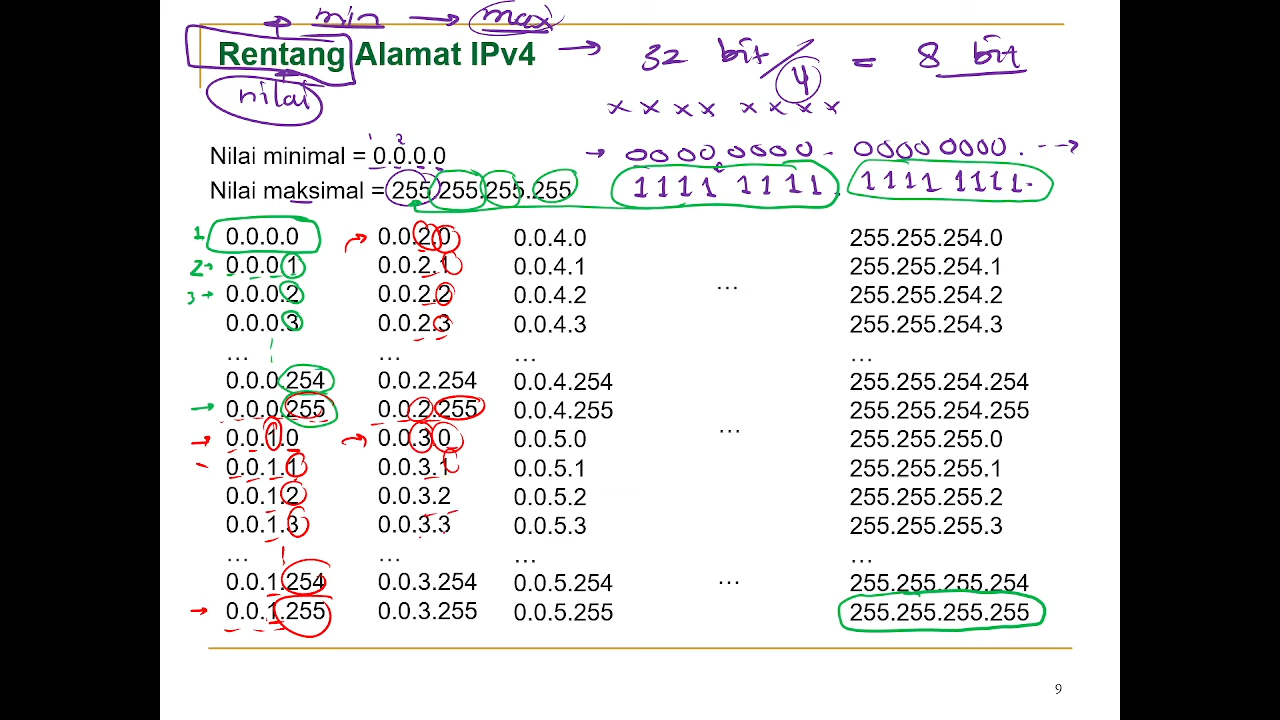 min → max
Rentang Alamat IPv4 → 32 bit/4 = 8 bit
nilai
x x x x x x x x
1 2
Nilai minimal = 0.0.0.0 → 0000 0000. 0000 0000. --->
Nilai maksimal = 255.255.255.255 1111 1111. 1111 1111.
1 0.0.0.0 → 0.0.2.0 0.0.4.0 255.255.254.0
2→ 0.0.0.1 0.0.2.1 0.0.4.1 255.255.254.1
3→ 0.0.0.2 0.0.2.2 0.0.4.2 … 255.255.254.2
0.0.0.3 0.0.2.3 0.0.4.3 255.255.254.3
… … … …
0.0.0.254 0.0.2.254 0.0.4.254 255.255.254.254
→ 0.0.0.255 0.0.2.255 0.0.4.255 255.255.254.255
→ 0.0.1.0 → 0.0.3.0 0.0.5.0 … 255.255.255.0
0.0.1.1 0.0.3.1 0.0.5.1 255.255.255.1
0.0.1.2 0.0.3.2 0.0.5.2 255.255.255.2
0.0.1.3 0.0.3.3 0.0.5.3 255.255.255.3
… … … …
0.0.1.254 0.0.3.254 0.0.5.254 … 255.255.255.254
→ 0.0.1.255 0.0.3.255 0.0.5.255 255.255.255.255
9